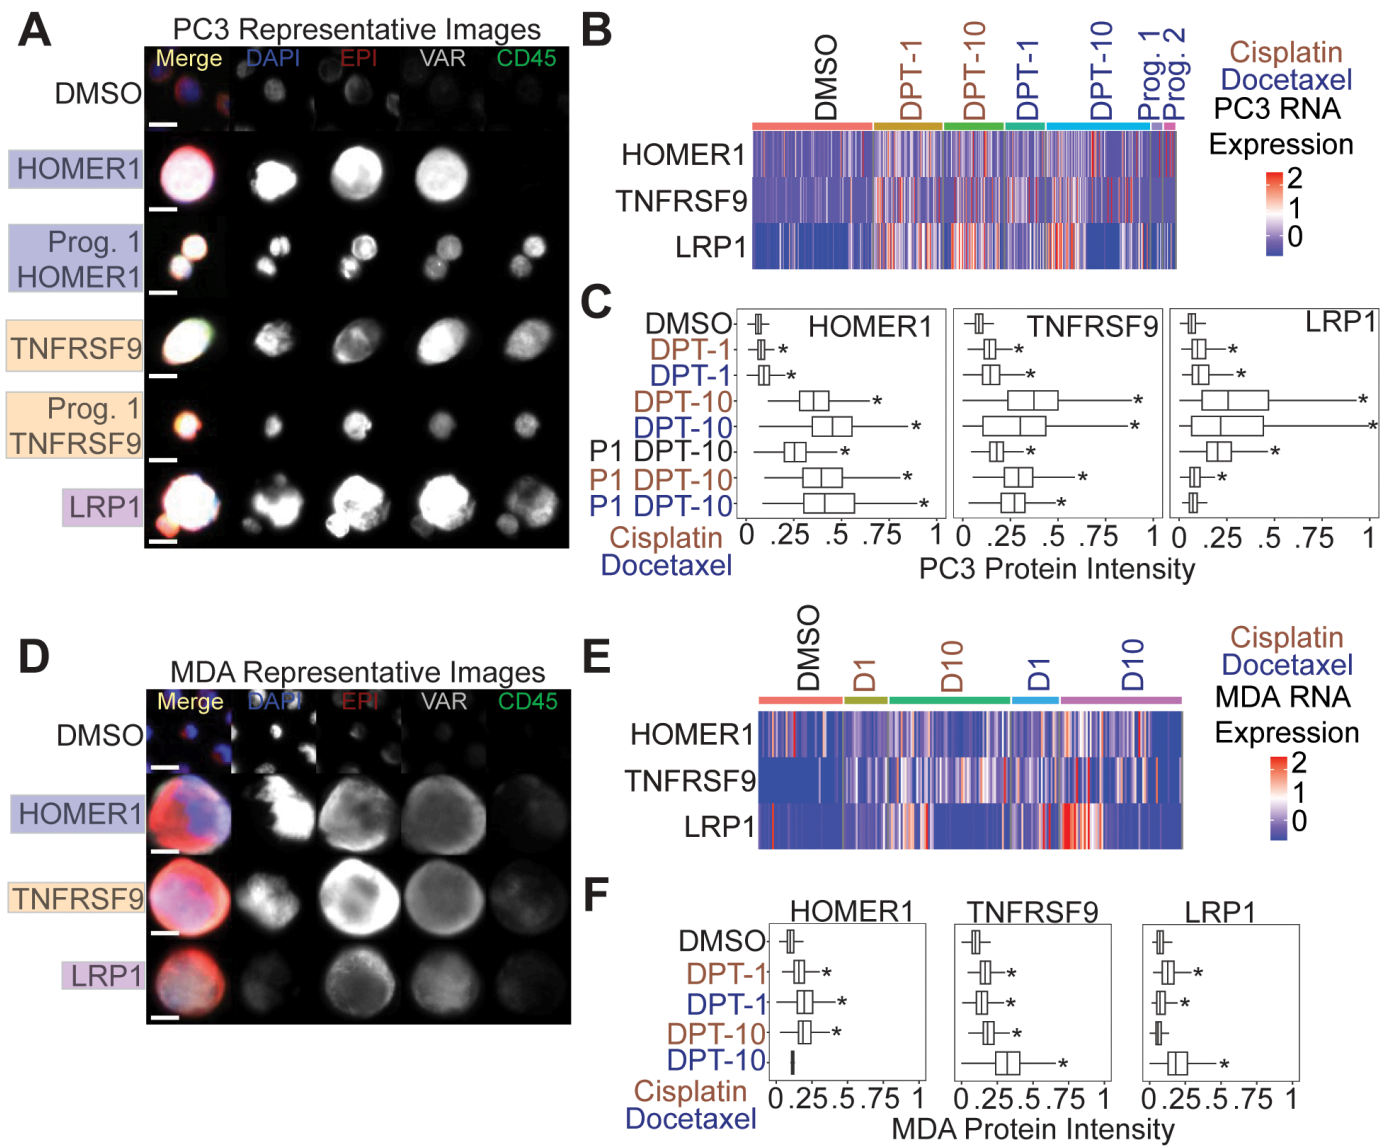 A
PC3 Representative Images
Merge DAPI EPI VAR CD45
DMSO
HOMER1
Prog. 1
HOMER1
TNFRSF9
Prog. 1
TNFRSF9
LRP1
B
DMSO DPT-1 DPT-10 DPT-1 DPT-10 Prog. 1 Prog. 2
HOMER1
TNFRSF9
LRP1
Cisplatin
Docetaxel
PC3 RNA
Expression
2
1
0
C
HOMER1 TNFRSF9 LRP1
DMSO
DPT-1 * * *
DPT-1 * * *
DPT-10 * * *
DPT-10 * * *
P1 DPT-10 * * *
P1 DPT-10 * * *
P1 DPT-10 * *
Cisplatin
Docetaxel
0 .25 .5 .75 1 0 .25 .5 .75 1 0 .25 .5 .75 1
PC3 Protein Intensity
D
MDA Representative Images
Merge DAPI EPI VAR CD45
DMSO
HOMER1
TNFRSF9
LRP1
E
DMSO D1 D10 D1 D10
HOMER1
TNFRSF9
LRP1
Cisplatin
Docetaxel
MDA RNA
Expression
2
1
0
F
HOMER1 TNFRSF9 LRP1
DMSO
DPT-1 * * *
DPT-1 * * *
DPT-10 * *
DPT-10 * *
Cisplatin
Docetaxel
0 .25 .5 .75 1 0 .25 .5 .75 1 0 .25 .5 .75 1
MDA Protein Intensity